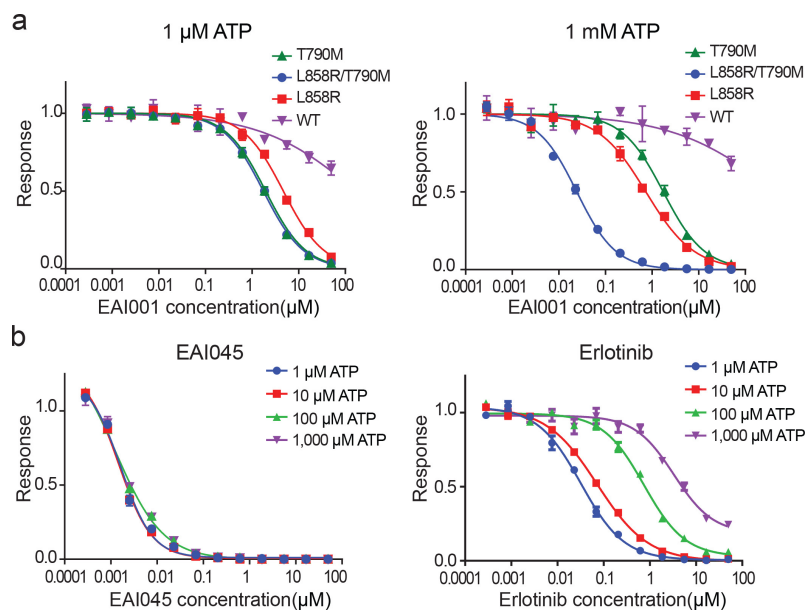 a
1 µM ATP
1 mM ATP
T790M
L858R/T790M
L858R
WT
T790M
L858R/T790M
L858R
WT
Response
1.0
0.5
0.0
0.0001 0.001 0.01 0.1 1 10 100
EAI001 concentration(µM)
Response
1.0
0.5
0.0
0.0001 0.001 0.01 0.1 1 10 100
EAI001 concentration(µM)
b
EAI045
Erlotinib
1 µM ATP
10 µM ATP
100 µM ATP
1,000 µM ATP
1 µM ATP
10 µM ATP
100 µM ATP
1,000 µM ATP
Response
1.0
0.5
0.0
0.0001 0.001 0.01 0.1 1 10 100
EAI045 concentration(µM)
Response
1.0
0.5
0.0
0.0001 0.001 0.01 0.1 1 10 100
Erlotinib concentration(µM)